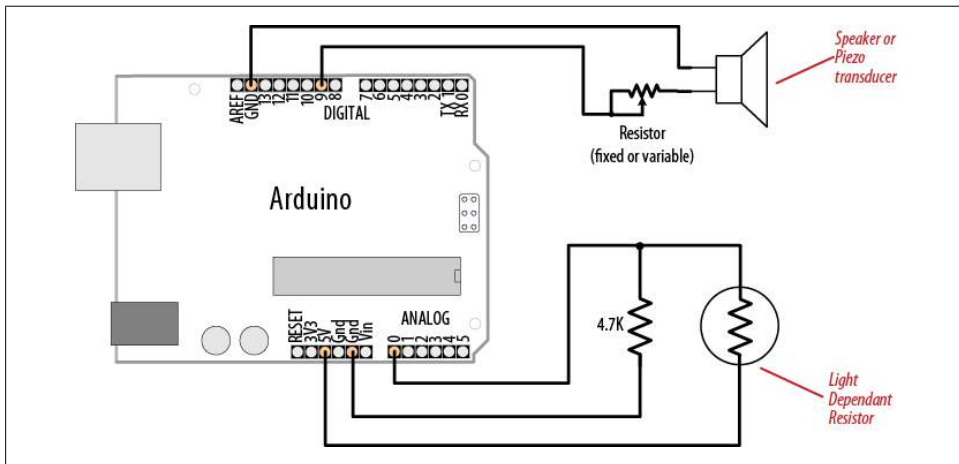 Speaker or
Piezo
transducer
AREF
GND
13
12
11
10
9
8
7
6
5
4
3
2
TX 1
RX 0
DIGITAL
Resistor
(fixed or variable)
Arduino
RESET
3V3
5V
Gnd
Gnd
Vin
ANALOG
0
1
2
3
4
5
4.7K
Light
Dependant
Resistor